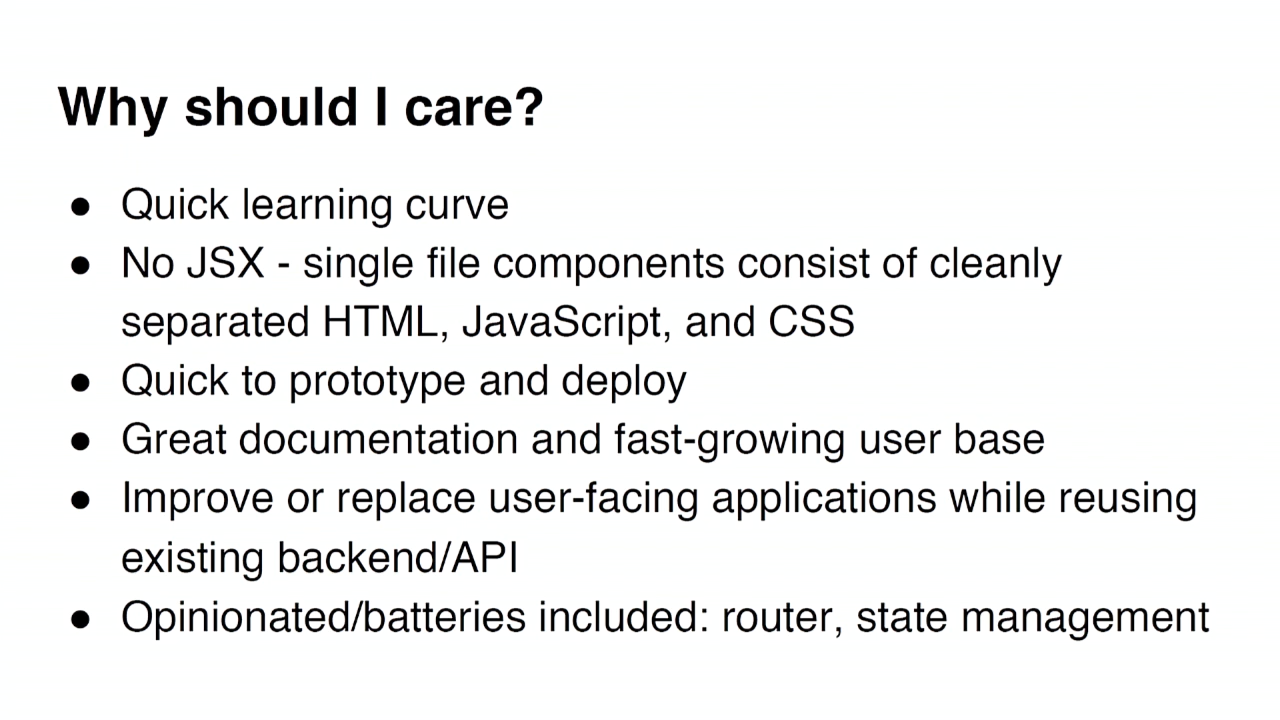 Why should I care?
● Quick learning curve
● No JSX - single file components consist of cleanly
separated HTML, JavaScript, and CSS
● Quick to prototype and deploy
● Great documentation and fast-growing user base
● Improve or replace user-facing applications while reusing
existing backend/API
● Opinionated/batteries included: router, state management